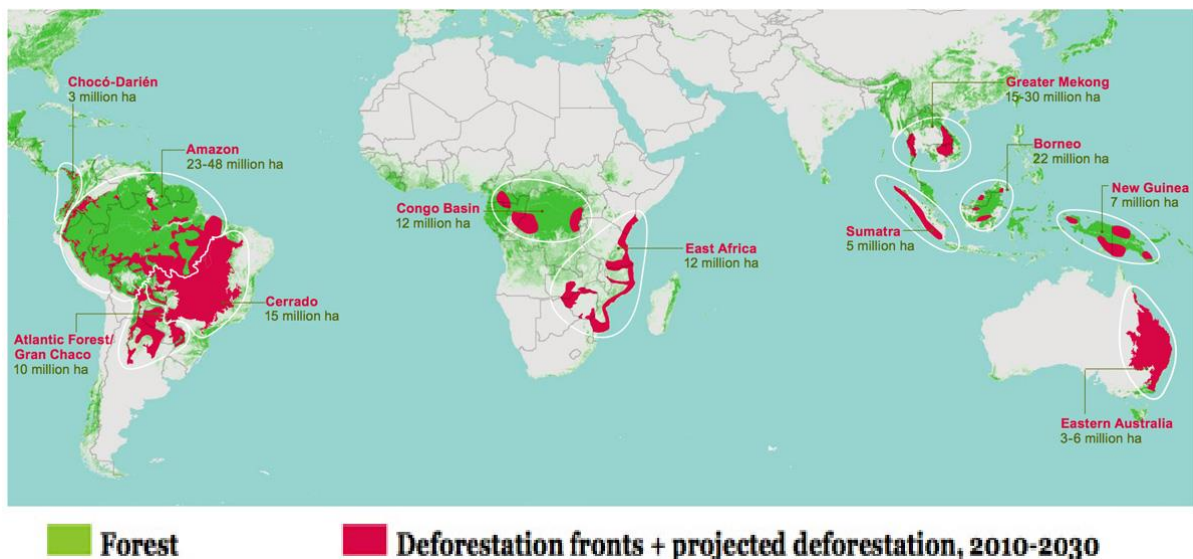 Chocó-Darién
3 million ha
Greater Mekong
15-30 million ha
Amazon
23-48 million ha
Borneo
22 million ha
New Guinea
7 million ha
Congo Basin
12 million ha
Sumatra
5 million ha
East Africa
12 million ha
Cerrado
15 million ha
Atlantic Forest/
Gran Chaco
10 million ha
Eastern Australia
3-6 million ha
Forest
Deforestation fronts + projected deforestation, 2010-2030